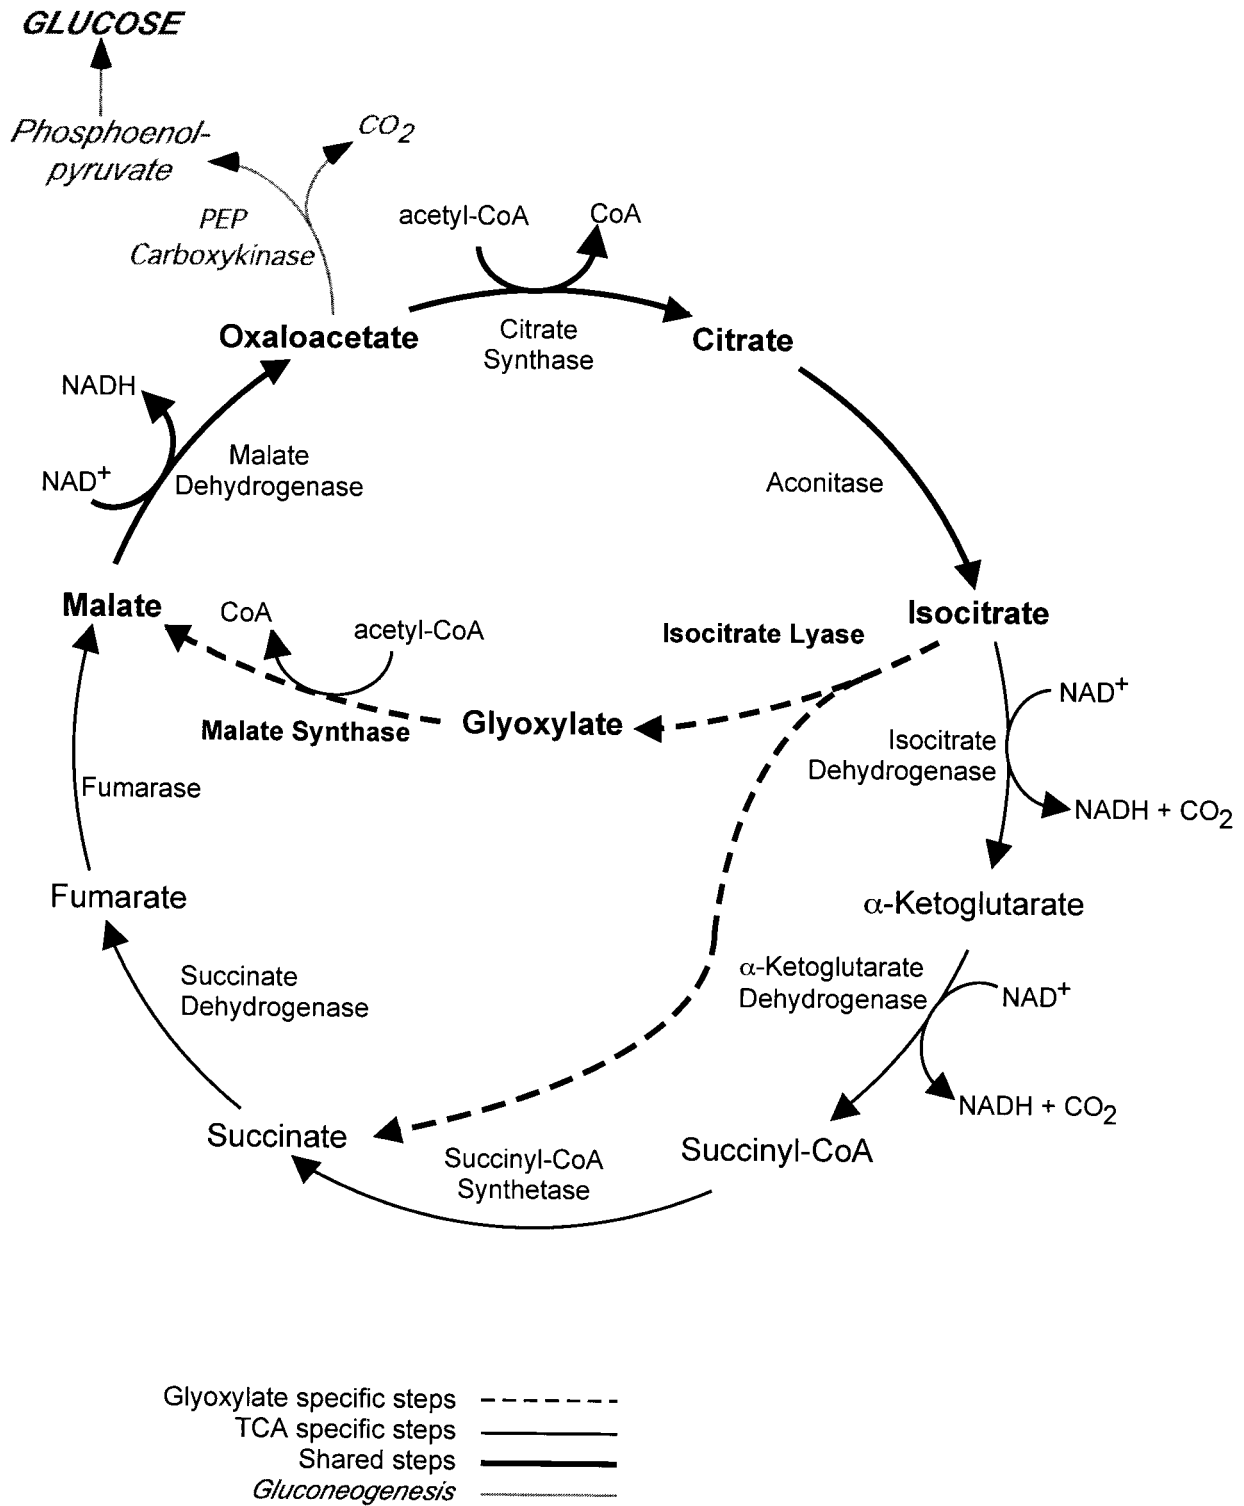 GLUCOSE
Phosphoenol-
pyruvate
CO2
PEP
Carboxykinase
acetyl-CoA
CoA
Oxaloacetate
Citrate
Synthase
Citrate
NADH
NAD+
Malate
Dehydrogenase
Aconitase
Malate
CoA
acetyl-CoA
Isocitrate Lyase
Isocitrate
Malate Synthase
Glyoxylate
NAD+
Isocitrate
Dehydrogenase
NADH + CO2
Fumarase
Fumarate
α-Ketoglutarate
Succinate
Dehydrogenase
α-Ketoglutarate
Dehydrogenase
NAD+
NADH + CO2
Succinate
Succinyl-CoA
Synthetase
Succinyl-CoA
Glyoxylate specific steps
TCA specific steps
Shared steps
Gluconeogenesis